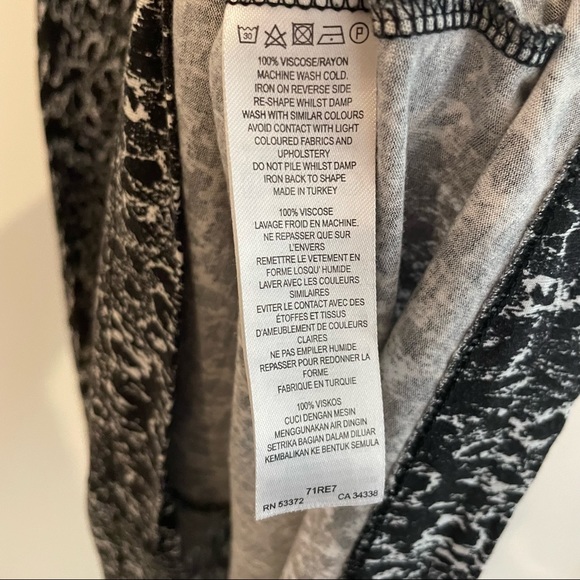 30 P
100% VISCOSE/RAYON
MACHINE WASH COLD.
IRON ON REVERSE SIDE
RE-SHAPE WHILST DAMP
WASH WITH SIMILAR COLOURS
AVOID CONTACT WITH LIGHT
COLOURED FABRICS AND
UPHOLSTERY
DO NOT PILE WHILST DAMP
IRON BACK TO SHAPE
MADE IN TURKEY
100% VISCOSE
LAVAGE FROID EN MACHINE.
NE REPASSER QUE SUR
L'ENVERS
REMETTRE LE VETEMENT EN
FORME LOSQU' HUMIDE
LAVER AVEC LES COULEURS
SIMILAIRES
EVITER LE CONTACT AVEC DES
ÉTOFFES ET TISSUS
D'AMEUBLEMENT DE COULEURS
CLAIRES
NE PAS EMPILER HUMIDE
REPASSER POUR REDONNER LA
FORME
FABRIQUE EN TURQUIE
100% VISKOS
CUCI DENGAN MESIN
MENGGUNAKAN AIR DINGIN
SETRIKA BAGIAN DALAM DILUAR
KEMBALIKAN KE BENTUK SEMULA
71RE7
RN 53372 CA 34338